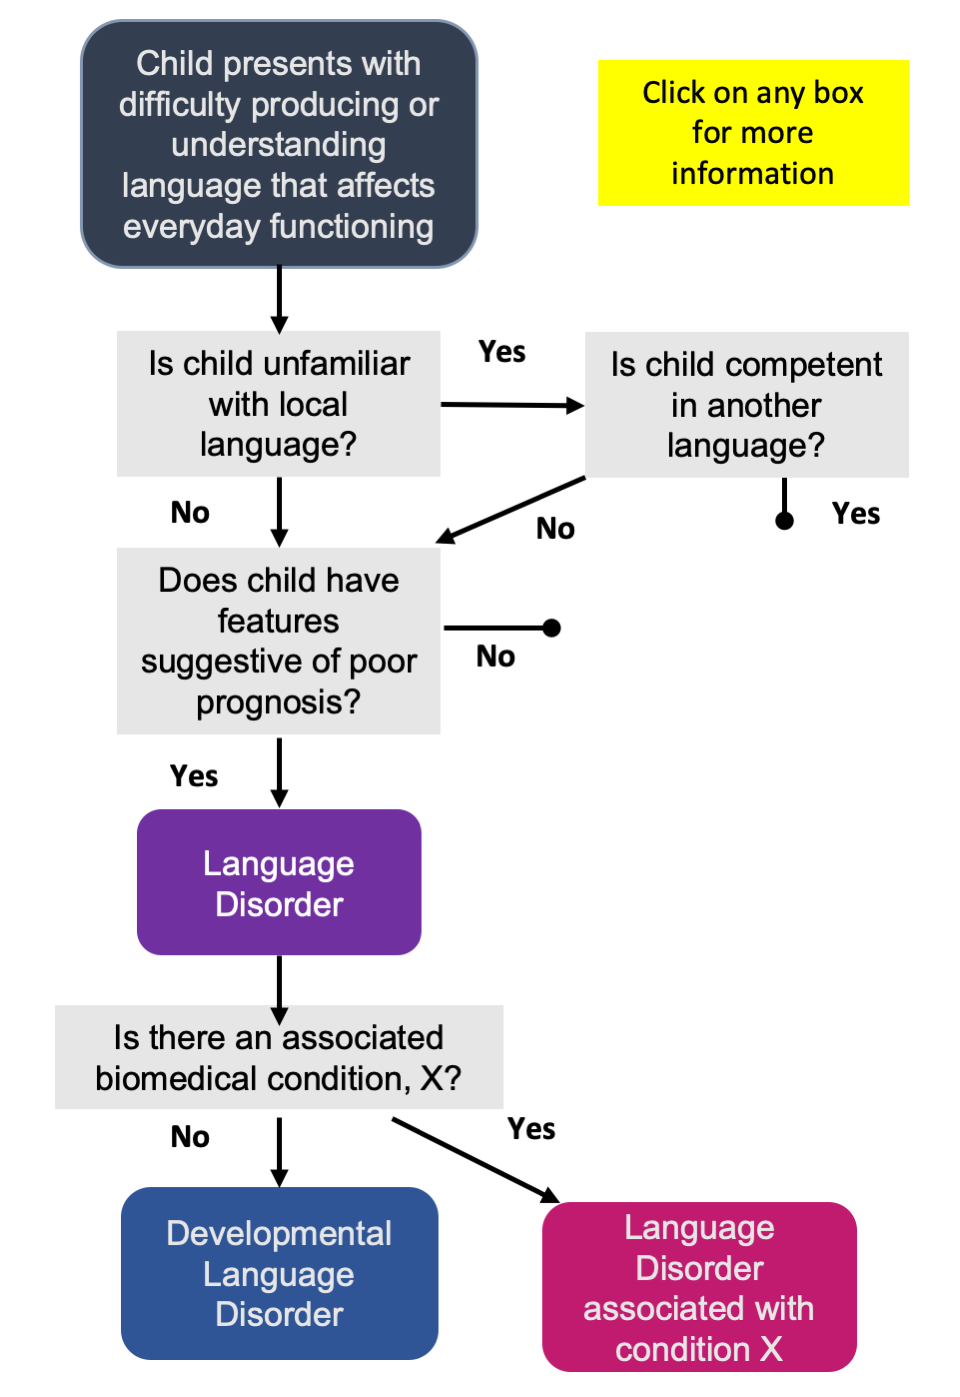 Child presents with
difficulty producing or
understanding
language that affects
everyday functioning
Click on any box
for more
information
Is child unfamiliar
with local
language?
Yes
Is child competent
in another
language?
No
No
Yes
Does child have
features
suggestive of poor
prognosis?
No
Yes
Language
Disorder
Is there an associated
biomedical condition, X?
No
Yes
Developmental
Language
Disorder
Language
Disorder
associated with
condition X